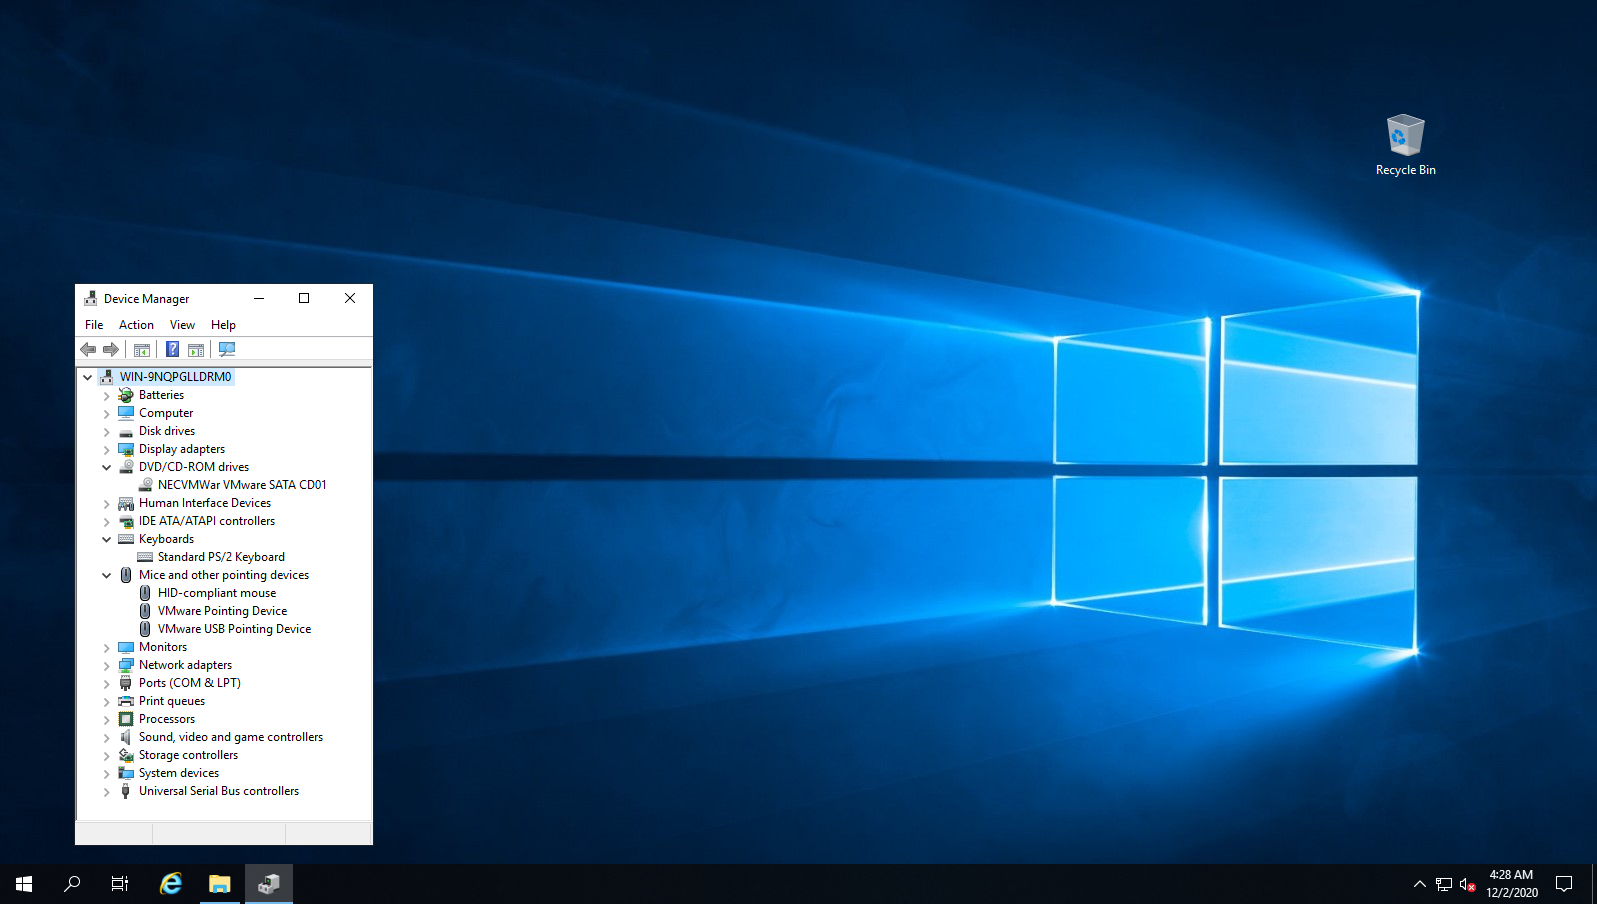 Recycle Bin
Device Manager
File Action View Help
WIN-9NQPGLLDRM0
Batteries
Computer
Disk drives
Display adapters
DVD/CD-ROM drives
NECVMWar VMware SATA CD01
Human Interface Devices
IDE ATA/ATAPI controllers
Keyboards
Standard PS/2 Keyboard
Mice and other pointing devices
HID-compliant mouse
VMware Pointing Device
VMware USB Pointing Device
Monitors
Network adapters
Ports (COM & LPT)
Print queues
Processors
Sound, video and game controllers
Storage controllers
System devices
Universal Serial Bus controllers
4:28 AM
12/2/2020